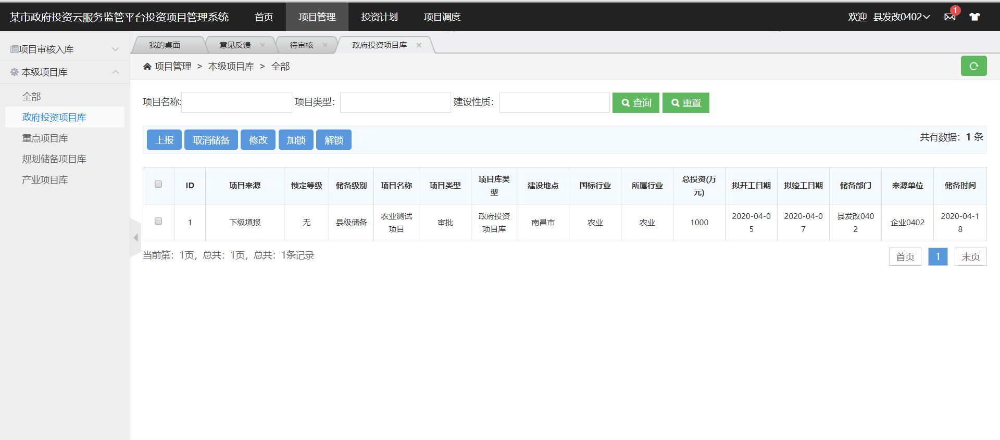 某市政府投资云服务监管平台投资项目管理系统 首页 项目管理 投资计划 项目调度 欢迎 县发改0402 1
项目审核入库
本级项目库
全部
政府投资项目库
重点项目库
规划储备项目库
产业项目库
我的桌面 意见反馈 待审核 政府投资项目库
项目管理 > 本级项目库 > 全部
项目名称: 项目类型： 建设性质： 查询 重置
上报 取消储备 修改 加锁 解锁 共有数据：1 条
ID 项目来源 锁定等级 储备级别 项目名称 项目类型 项目库类型 建设地点 国标行业 所属行业 总投资(万元) 拟开工日期 拟竣工日期 储备部门 来源单位 储备时间
1 下级填报 无 县级储备 农业测试项目 审批 政府投资项目库 南昌市 农业 农业 1000 2020-04-05 2020-04-07 县发改0402 企业0402 2020-04-18
当前第：1页，总共：1页，总共：1条记录 首页 1 末页